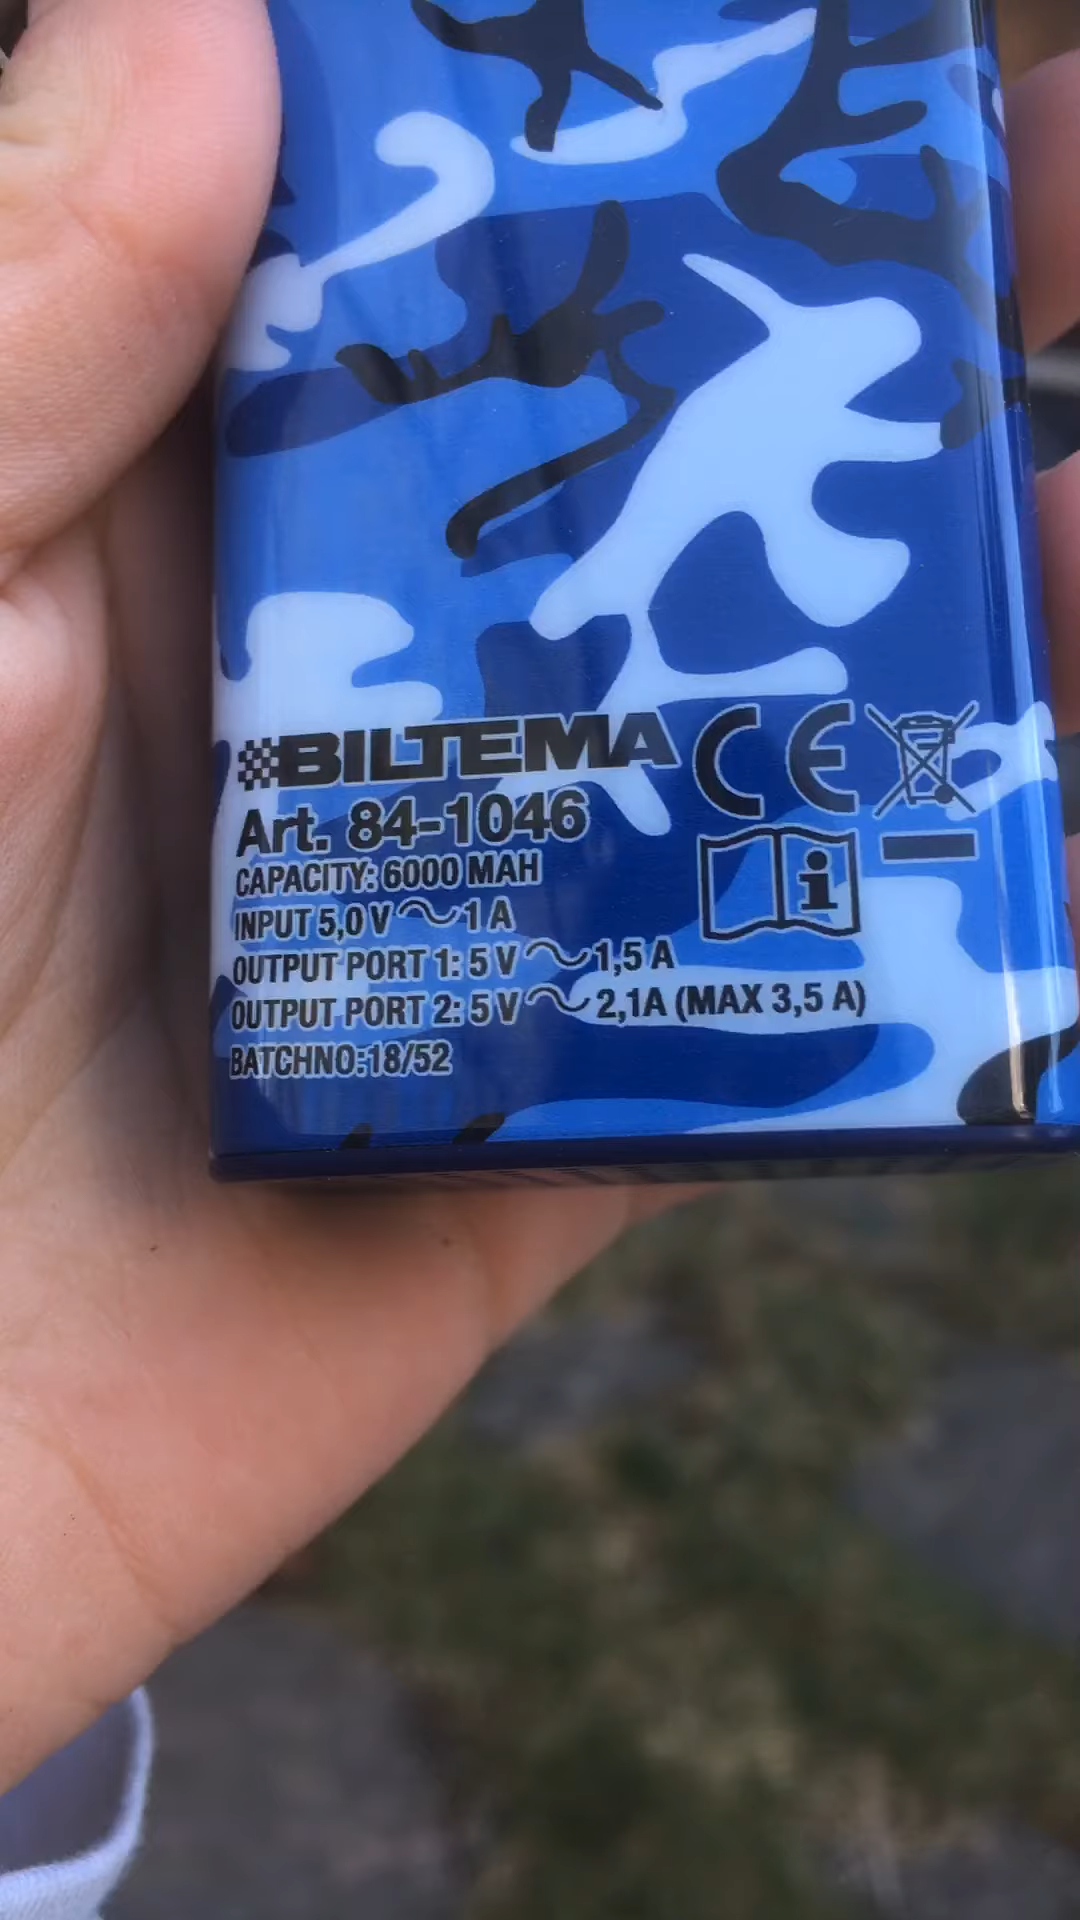 BILTEMA CE
Art. 84-1046
CAPACITY: 6000 MAH
INPUT 5,0 V ~ 1 A
OUTPUT PORT 1: 5 V ~ 1,5 A
OUTPUT PORT 2: 5 V ~ 2,1A (MAX 3,5 A)
BATCHNO:18/52